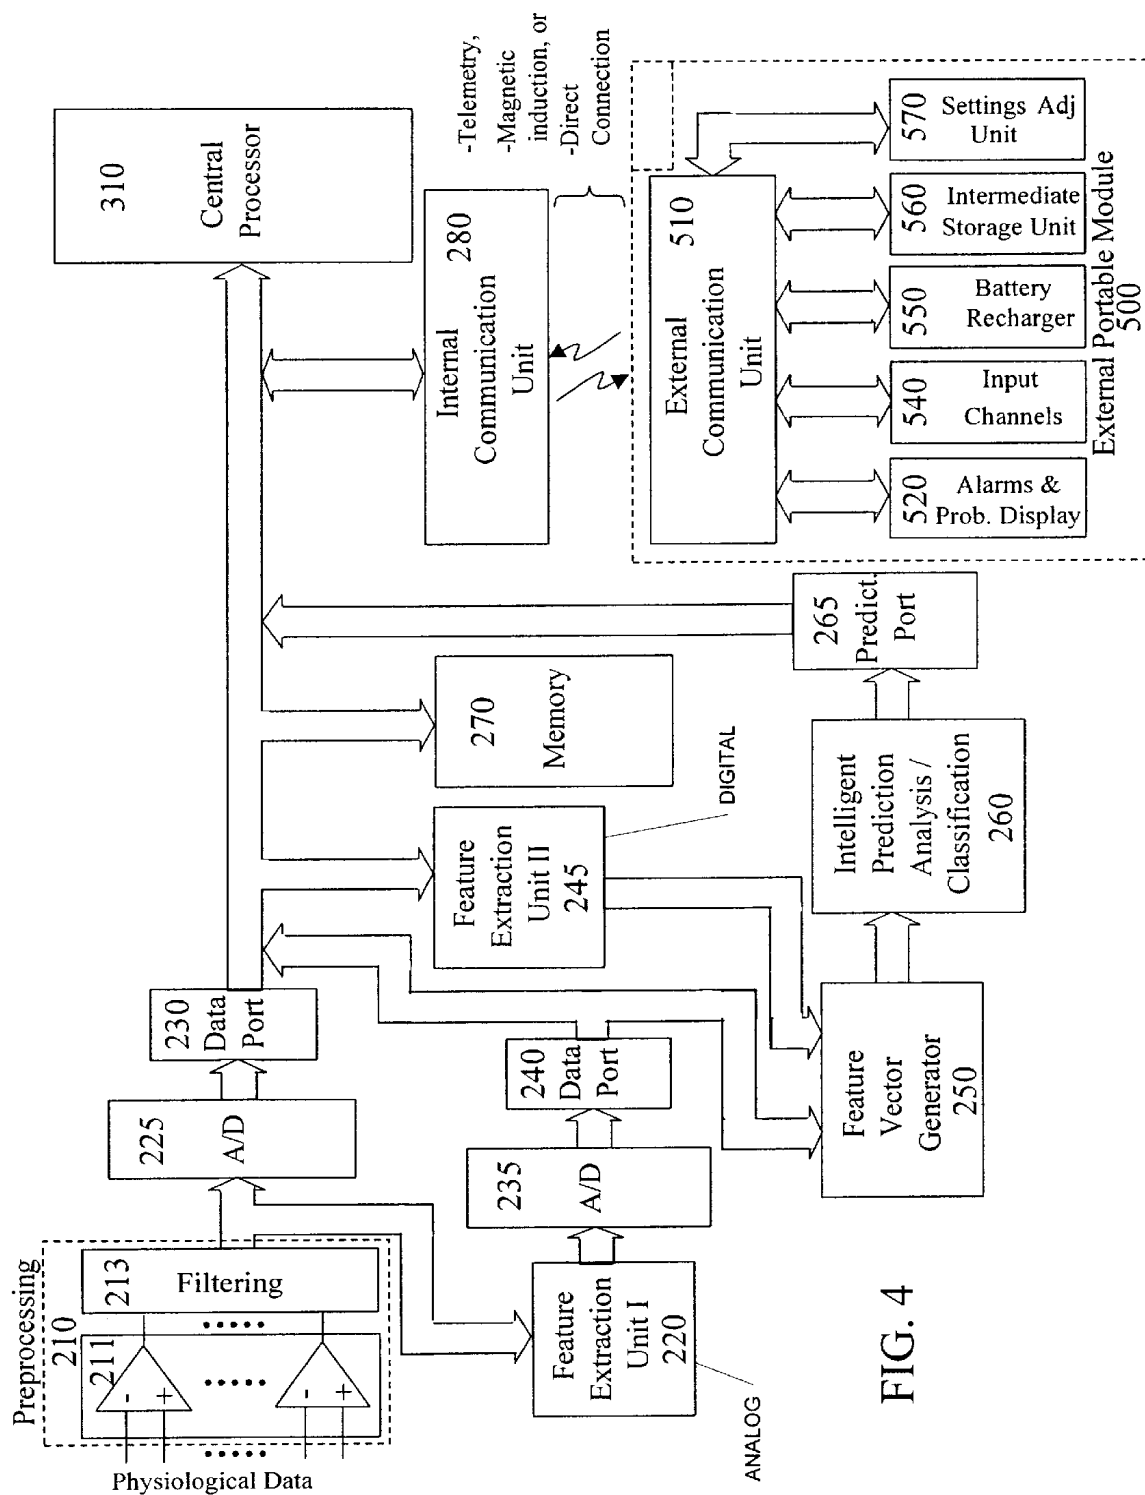 Physiological Data
Preprocessing
210
211
-
+
-
+
213
Filtering
225
A/D
230
Data
Port
310
Central
Processor
Feature
Extraction
Unit I
220
ANALOG
235
A/D
240
Data
Port
Feature
Extraction
Unit II
245
DIGITAL
270
Memory
Internal
Communication
Unit
280
-Telemetry,
-Magnetic
induction, or
-Direct
Connection
Feature
Vector
Generator
250
Intelligent
Prediction
Analysis /
Classification
260
265
Predict.
Port
External
Communication
Unit
510
520
Alarms &
Prob. Display
540
Input
Channels
550
Battery
Recharger
560
Intermediate
Storage Unit
570
Settings Adj
Unit
External Portable Module
500
FIG. 4